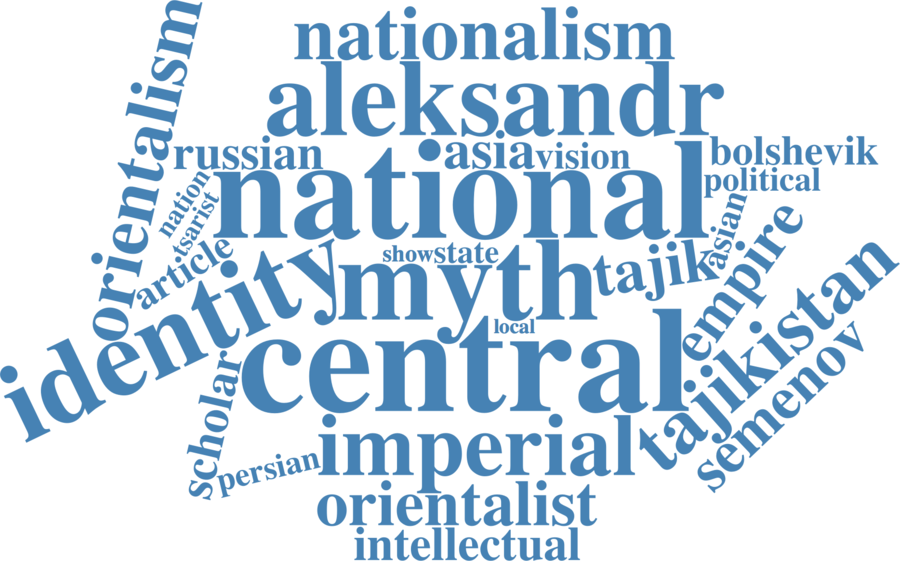 nationalism
aleksandr
orientalism
russian
asia
vision
bolshevik
national
political
nation
tsarist
asian
article
show
state
tajik
empire
identity
myth
local
tajikistan
central
semenov
scholar
imperial
persian
orientalist
intellectual